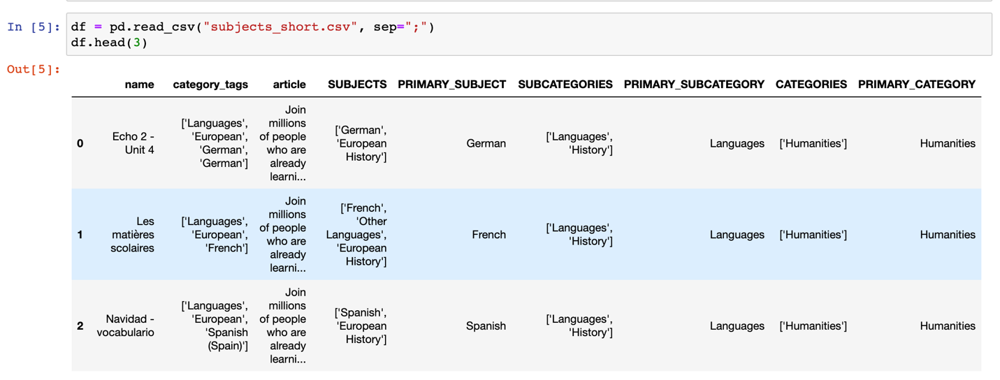 In [5]: df = pd.read_csv("subjects_short.csv", sep=";")
df.head(3)
Out[5]:
name category_tags article SUBJECTS PRIMARY_SUBJECT SUBCATEGORIES PRIMARY_SUBCATEGORY CATEGORIES PRIMARY_CATEGORY
0
Echo 2 -
Unit 4
['Languages',
'European',
'German',
'German']
Join
millions
of people
who are
already
learni...
['German',
'European
History']
German
['Languages',
'History']
Languages
['Humanities']
Humanities
1
Les
matières
scolaires
['Languages',
'European',
'French']
Join
millions
of people
who are
already
learni...
['French',
'Other
Languages',
'European
History']
French
['Languages',
'History']
Languages
['Humanities']
Humanities
2
Navidad -
vocabulario
['Languages',
'European',
'Spanish
(Spain)']
Join
millions
of people
who are
already
learni...
['Spanish',
'European
History']
Spanish
['Languages',
'History']
Languages
['Humanities']
Humanities